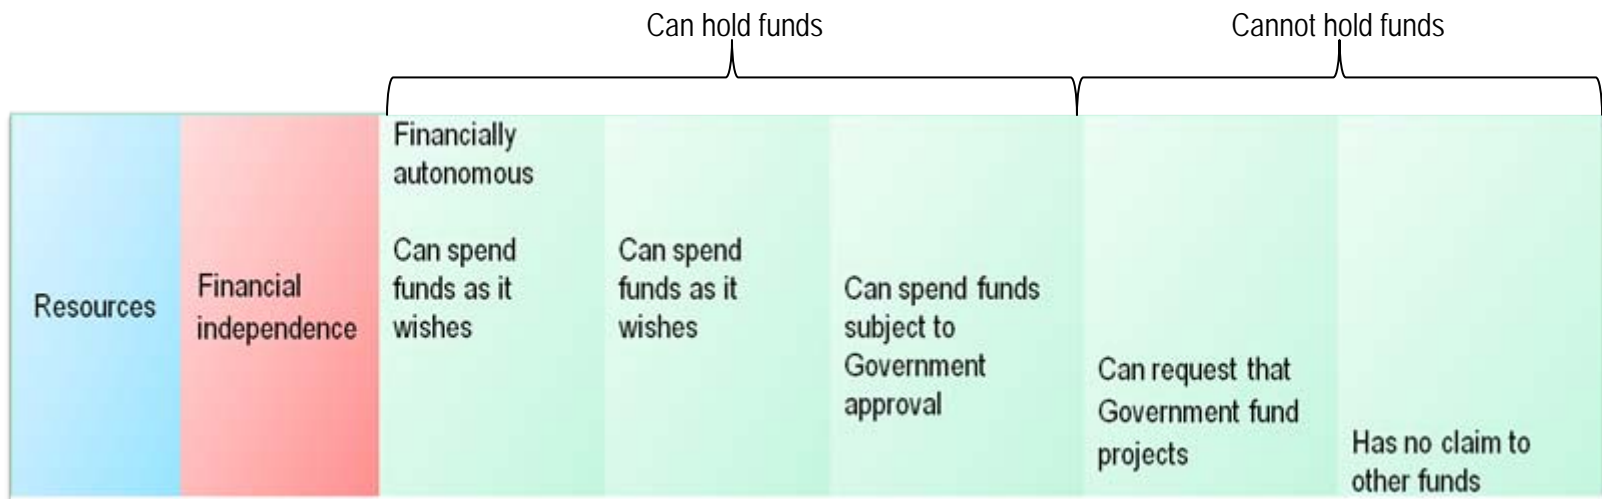 Can hold funds
Cannot hold funds
Resources
Financial
independence
Financially
autonomous
Can spend
funds as it
wishes
Can spend
funds as it
wishes
Can spend funds
subject to
Government
approval
Can request that
Government fund
projects
Has no claim to
other funds